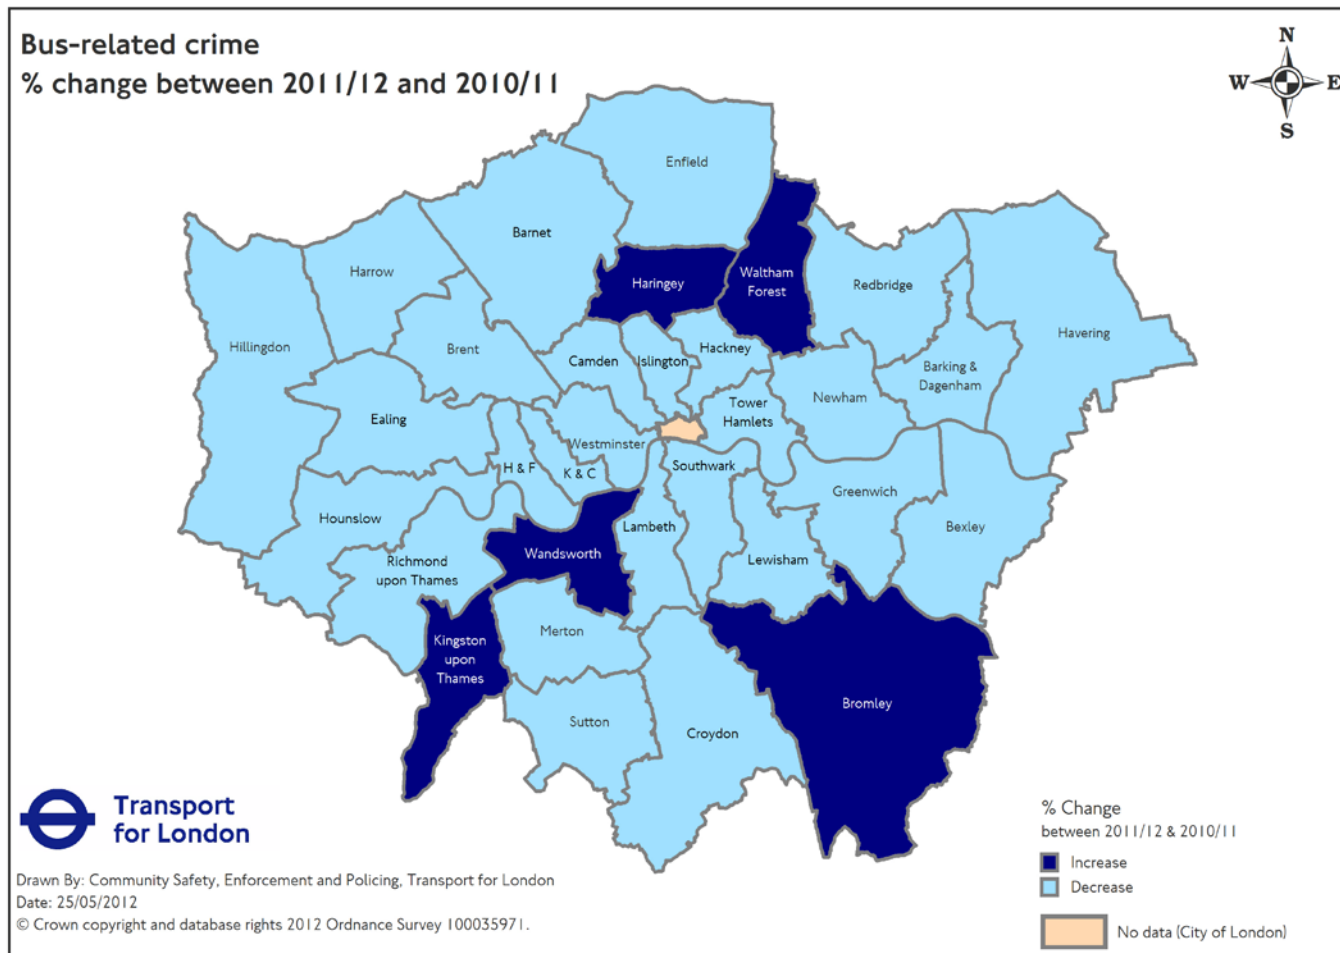 Bus-related crime
% change between 2011/12 and 2010/11
N
W
E
S
Enfield
Barnet
Harrow
Haringey
Waltham
Forest
Redbridge
Havering
Hillingdon
Brent
Camden
Islington
Hackney
Barking &
Dagenham
Newham
Ealing
Tower
Hamlets
Westminster
H & F
K & C
Southwark
Greenwich
Hounslow
Lambeth
Bexley
Wandsworth
Richmond
upon Thames
Lewisham
Merton
Kingston
upon
Thames
Bromley
Sutton
Croydon
Transport
for London
% Change
between 2011/12 & 2010/11
Increase
Decrease
No data (City of London)
Drawn By: Community Safety, Enforcement and Policing, Transport for London
Date: 25/05/2012
© Crown copyright and database rights 2012 Ordnance Survey 100035971.